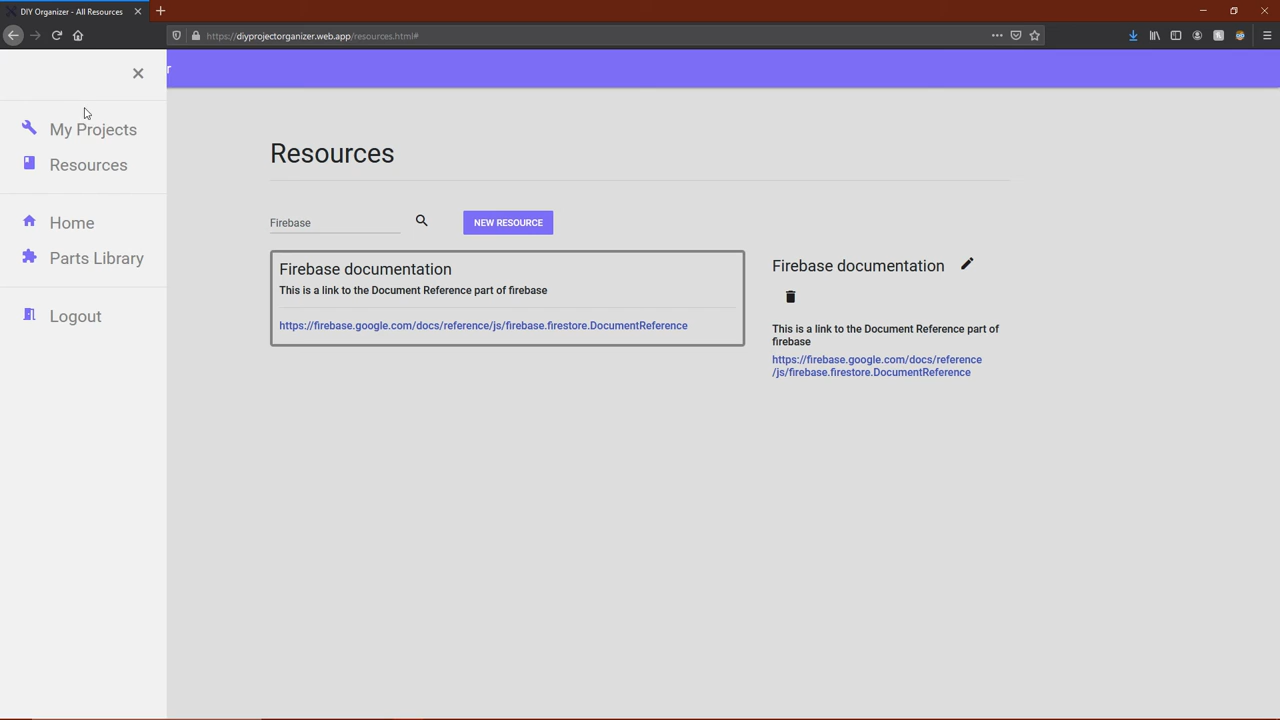 DIY Organizer - All Resources
https://diyprojectorganizer.web.app/resources.html#
r
My Projects
Resources
Home
Parts Library
Logout
Resources
Firebase
NEW RESOURCE
Firebase documentation
This is a link to the Document Reference part of firebase
https://firebase.google.com/docs/reference/js/firebase.firestore.DocumentReference
Firebase documentation
This is a link to the Document Reference part of
firebase
https://firebase.google.com/docs/reference
/js/firebase.firestore.DocumentReference